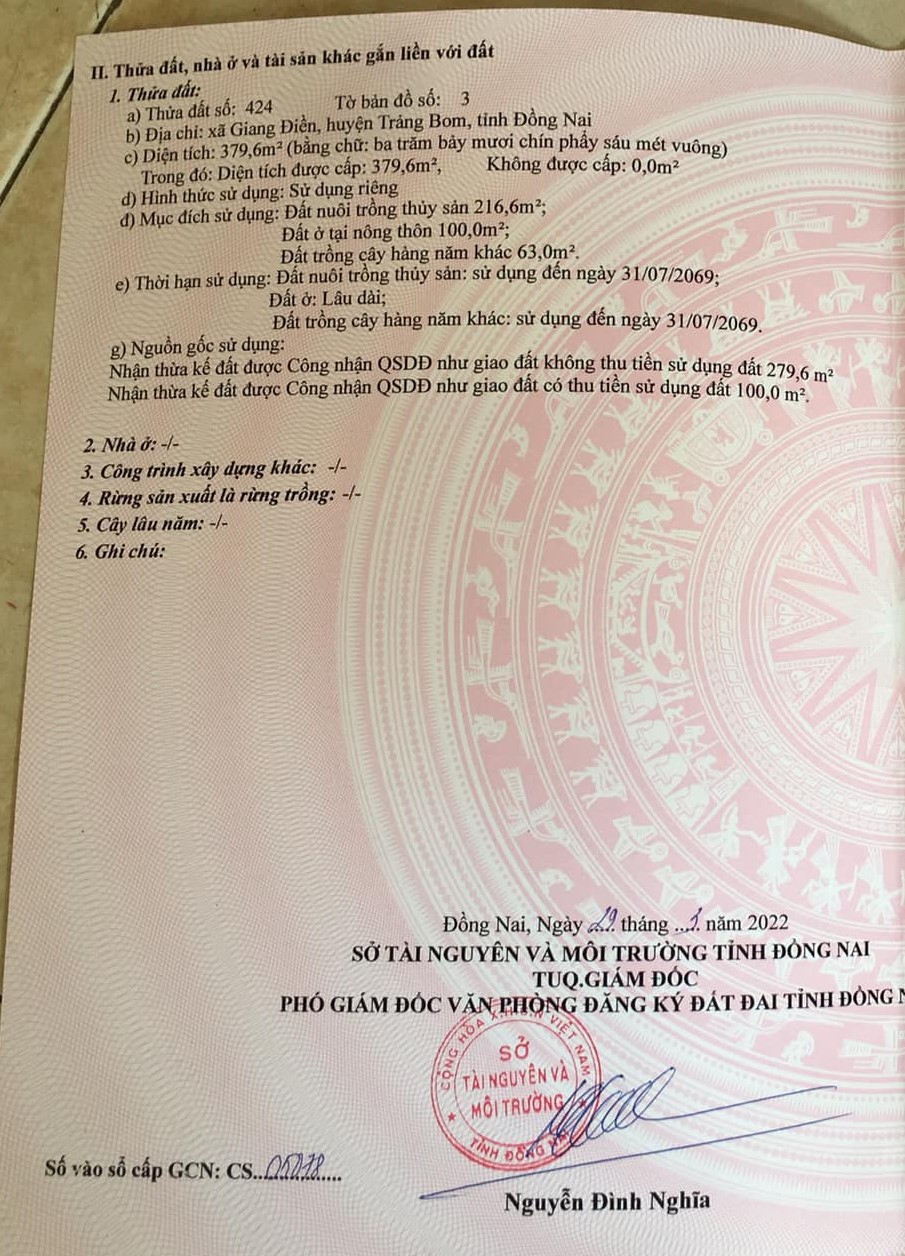 II. Thửa đất, nhà ở và tài sản khác gắn liền với đất
1. Thửa đất:
a) Thửa đất số: 424 Tờ bản đồ số: 3
b) Địa chỉ: xã Giang Điền, huyện Trảng Bom, tỉnh Đồng Nai
c) Diện tích: 379,6m² (bằng chữ: ba trăm bảy mươi chín phẩy sáu mét vuông)
Trong đó: Diện tích được cấp: 379,6m², Không được cấp: 0,0m²
d) Hình thức sử dụng: Sử dụng riêng
đ) Mục đích sử dụng: Đất nuôi trồng thủy sản 216,6m²;
Đất ở tại nông thôn 100,0m²;
Đất trồng cây hàng năm khác 63,0m².
e) Thời hạn sử dụng: Đất nuôi trồng thủy sản: sử dụng đến ngày 31/07/2069;
Đất ở: Lâu dài;
Đất trồng cây hàng năm khác: sử dụng đến ngày 31/07/2069.
g) Nguồn gốc sử dụng:
Nhận thừa kế đất được Công nhận QSDĐ như giao đất không thu tiền sử dụng đất 279,6 m²
Nhận thừa kế đất được Công nhận QSDĐ như giao đất có thu tiền sử dụng đất 100,0 m².
2. Nhà ở: -/-
3. Công trình xây dựng khác: -/-
4. Rừng sản xuất là rừng trồng: -/-
5. Cây lâu năm: -/-
6. Ghi chú:
Đồng Nai, Ngày tháng năm 2022
SỞ TÀI NGUYÊN VÀ MÔI TRƯỜNG TỈNH ĐỒNG NAI
TUQ.GIÁM ĐỐC
PHÓ GIÁM ĐỐC VĂN PHÒNG ĐĂNG KÝ ĐẤT ĐAI TỈNH ĐỒNG N
CỘNG HÒA X.H.C.N VIỆT NAM
SỞ
TÀI NGUYÊN VÀ
MÔI TRƯỜNG
TỈNH ĐỒNG NAI
Số vào sổ cấp GCN: CS..
Nguyễn Đình Nghĩa